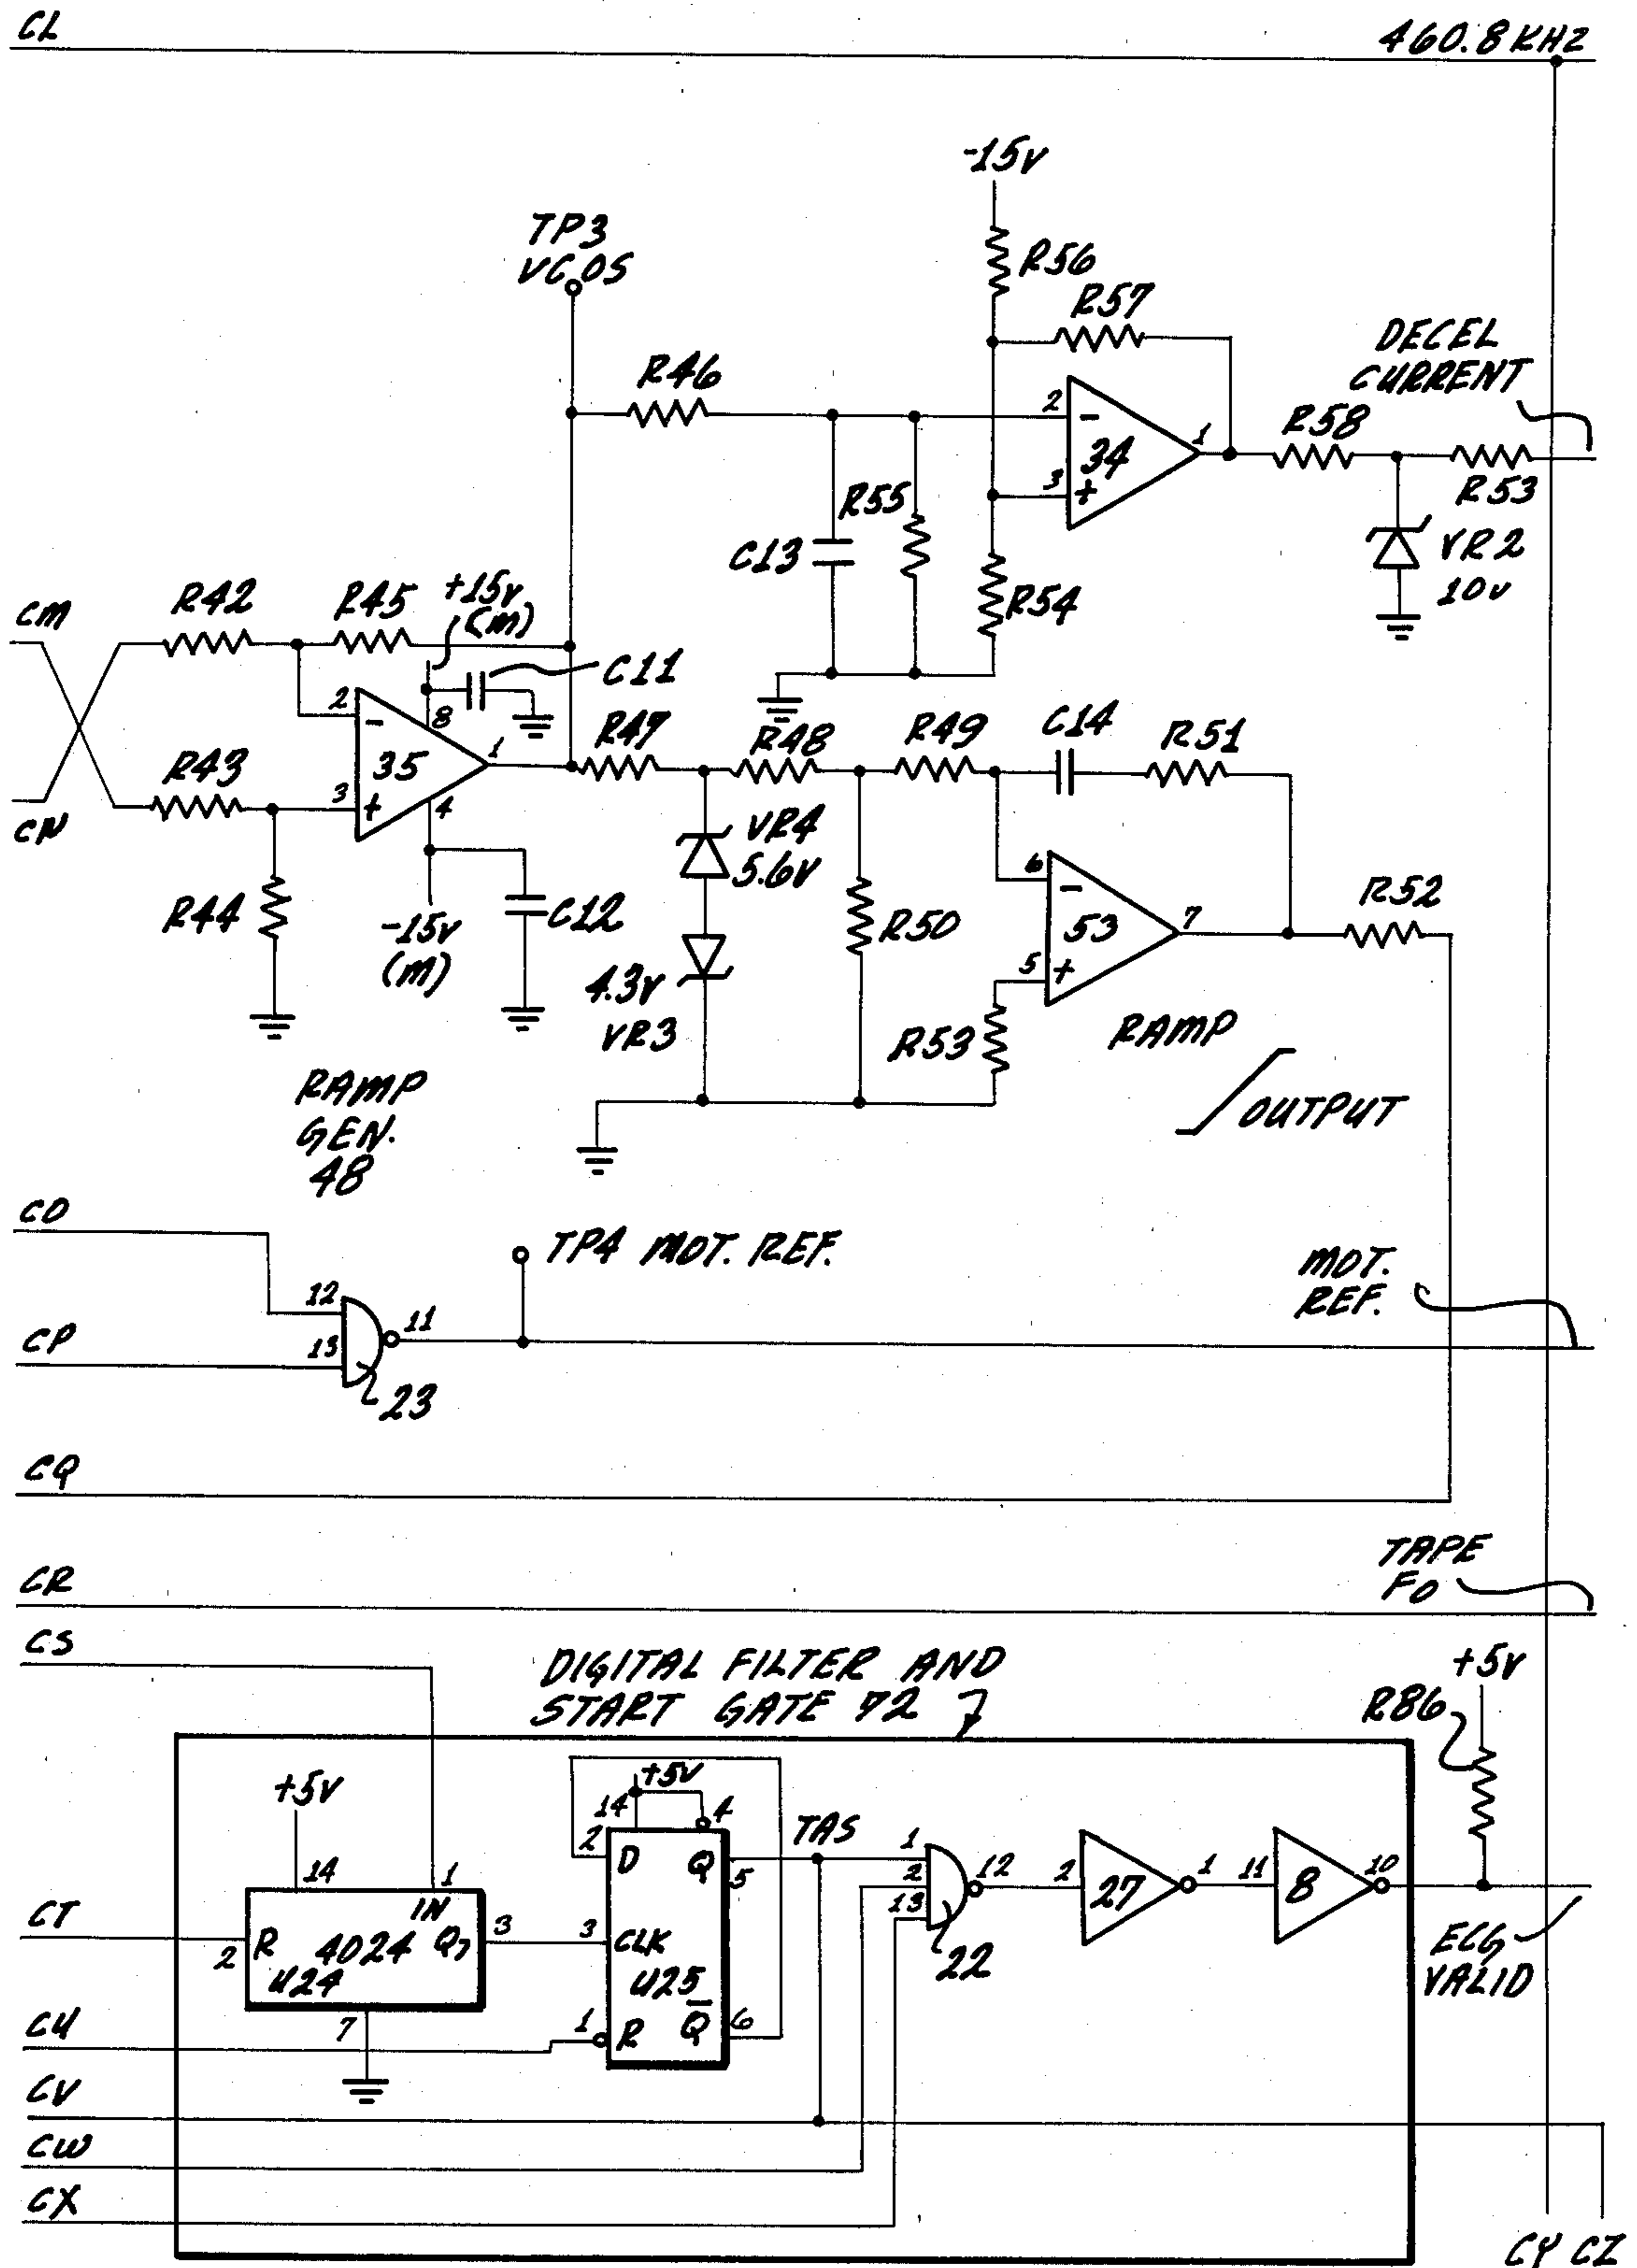 CL
460.8 KHZ
-15V
TP3
VC OS
R56
R57
DECEL
CURRENT
R46
2
-
34
1
3
+
R58
R53
R55
C13
VR2
10V
R54
CM
R42
R45
+15V
(M)
C11
2
-
8
35
1
R47
R48
R49
C14
R51
R43
3
+
4
CN
VR4
5.6V
6
-
53
7
R52
R44
-15V
(M)
C12
R50
5
+
4.3V
VR3
R53
RAMP
OUTPUT
RAMP
GEN.
48
CO
TP4 MOT. REF.
MOT.
REF.
12
11
CP
13
23
CQ
CR
TAPE
FO
CS
DIGITAL FILTER AND
START GATE 72
+5V
R86
+5V
+5V
14
4
2
D
Q
5
TAS
1
2
12
13
22
2
27
1
11
8
10
14
1
IN
CT
2
R
4024
Q7
3
U24
3
CLK
U25
ECG
VALID
7
1
R
Q̅
6
CU
CV
CW
CX
CY CZ